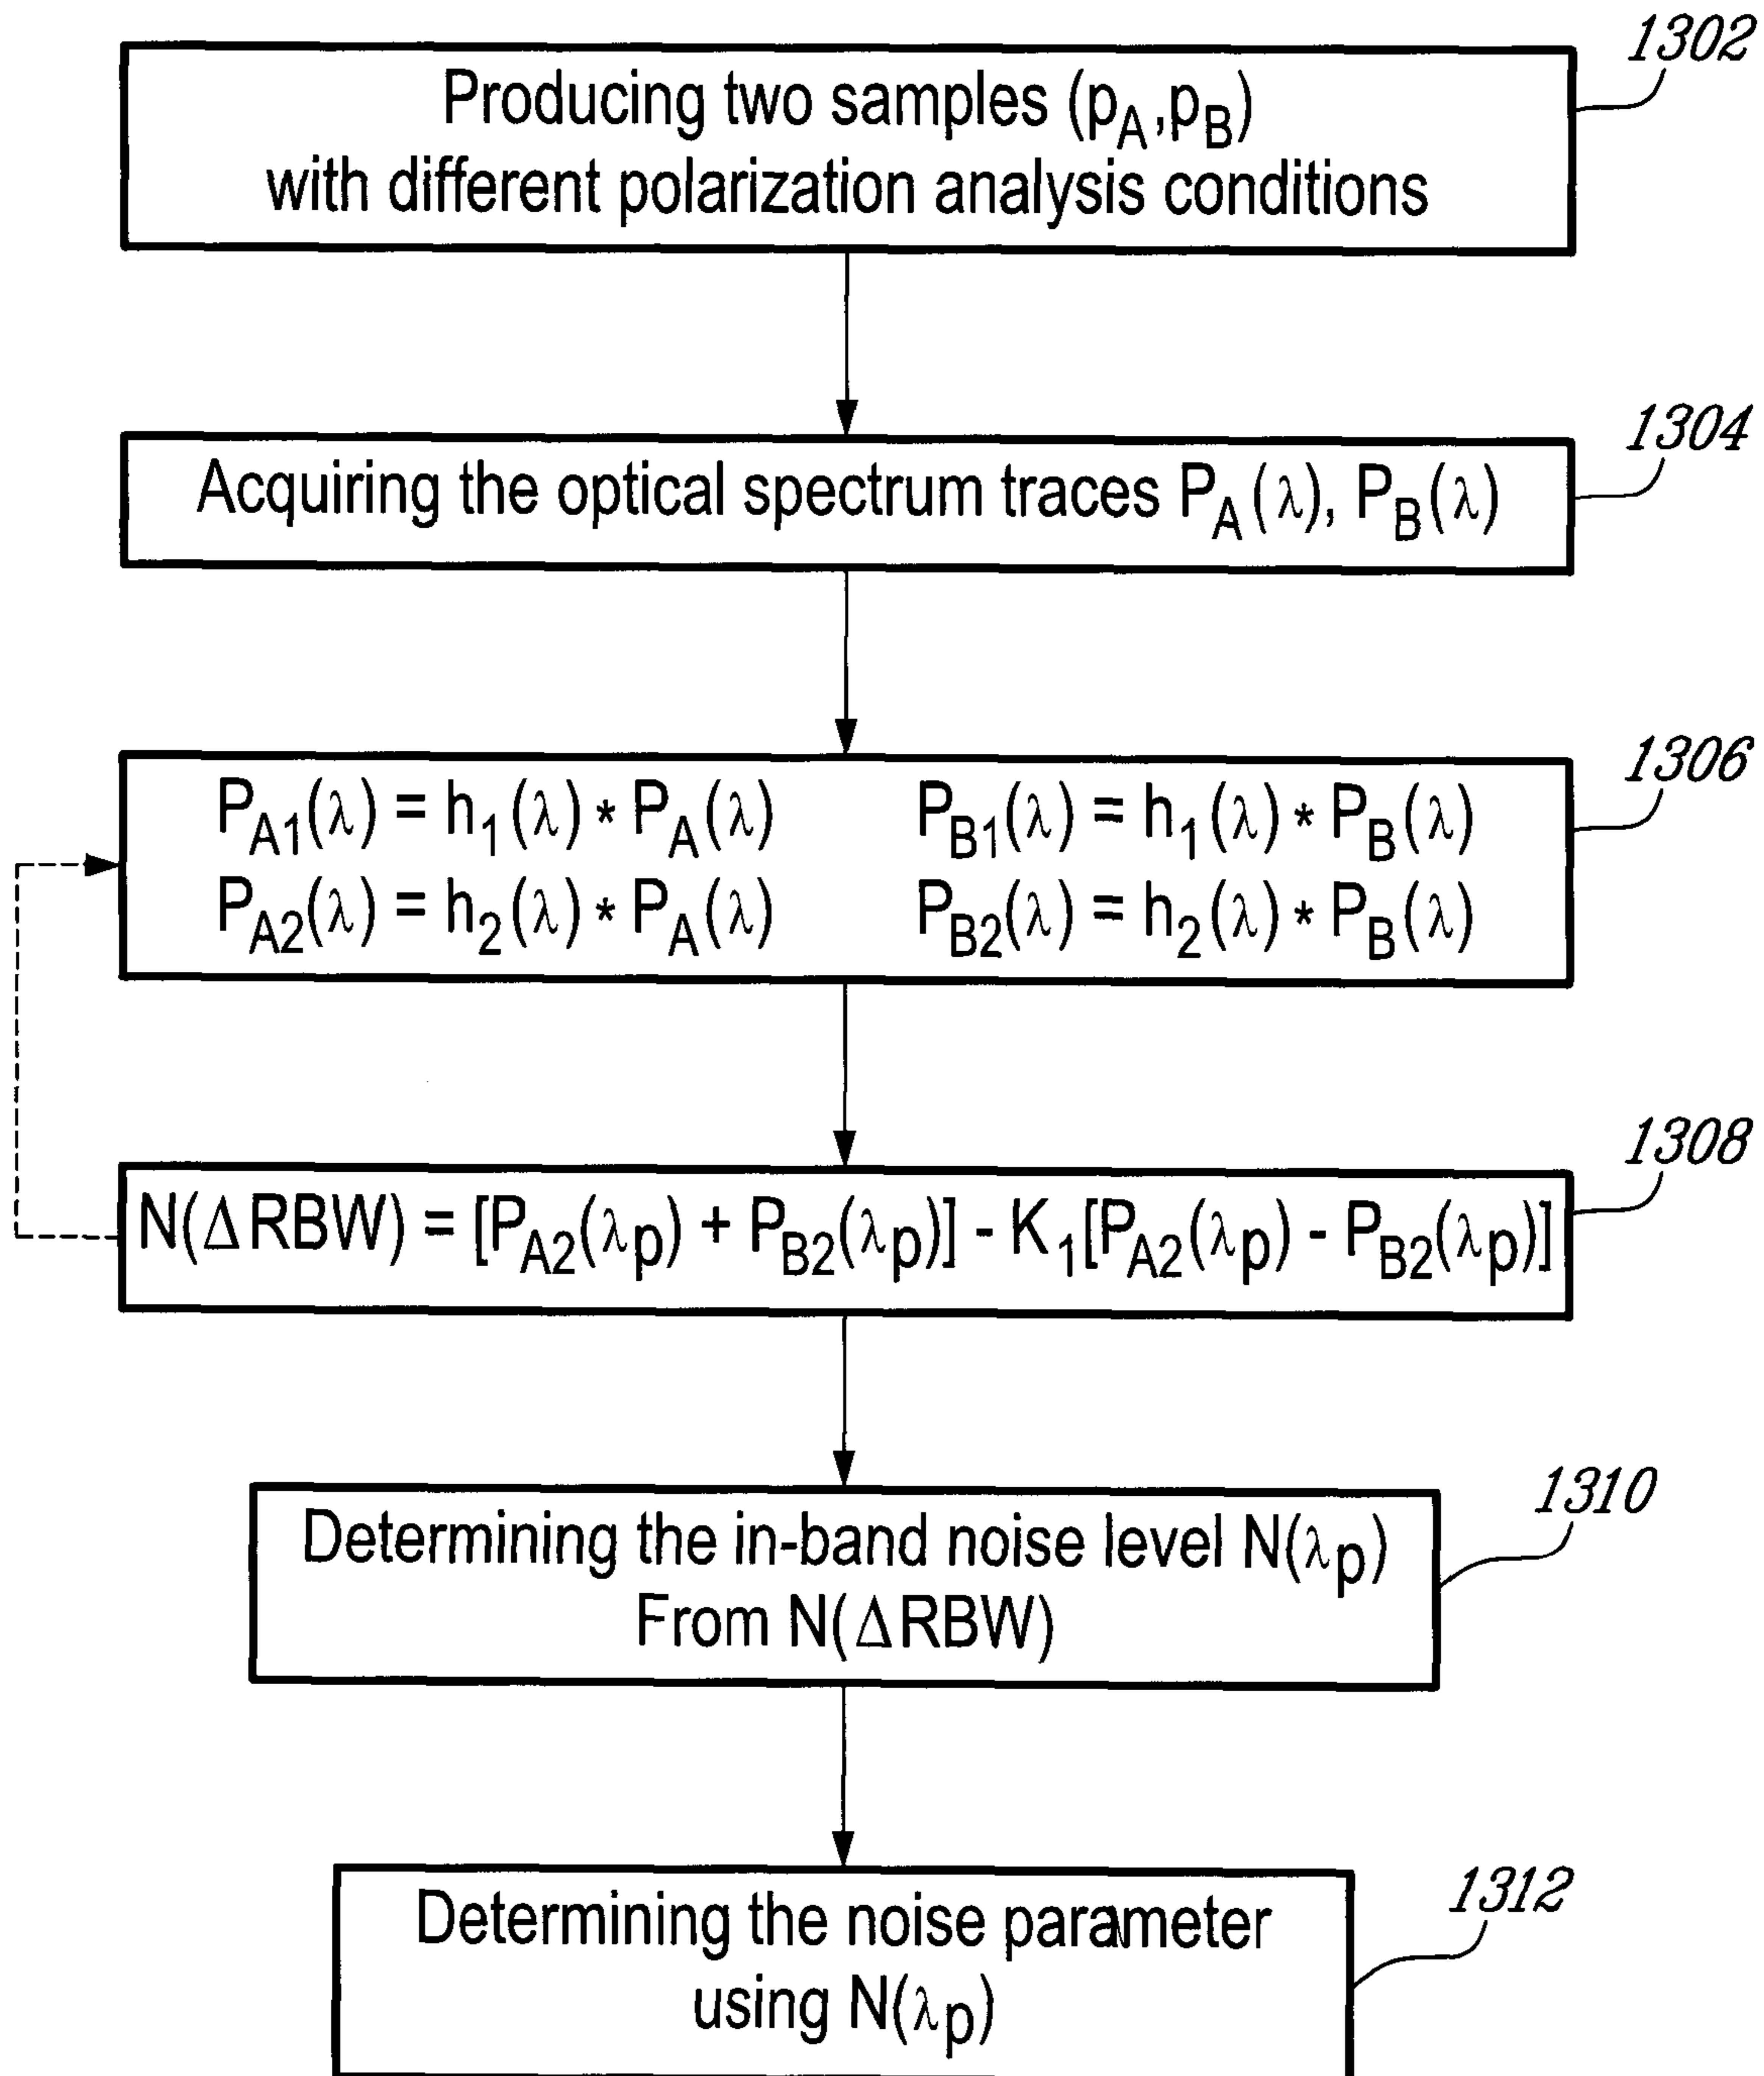 1302
Producing two samples (pA,pB)
with different polarization analysis conditions
1304
Acquiring the optical spectrum traces PA(λ), PB(λ)
1306
PA1(λ) = h1(λ) * PA(λ) PB1(λ) = h1(λ) * PB(λ)
PA2(λ) = h2(λ) * PA(λ) PB2(λ) = h2(λ) * PB(λ)
1308
N(ΔRBW) = [PA2(λp) + PB2(λp)] - K1[PA2(λp) - PB2(λp)]
1310
Determining the in-band noise level N(λp)
From N(ΔRBW)
1312
Determining the noise parameter
using N(λp)